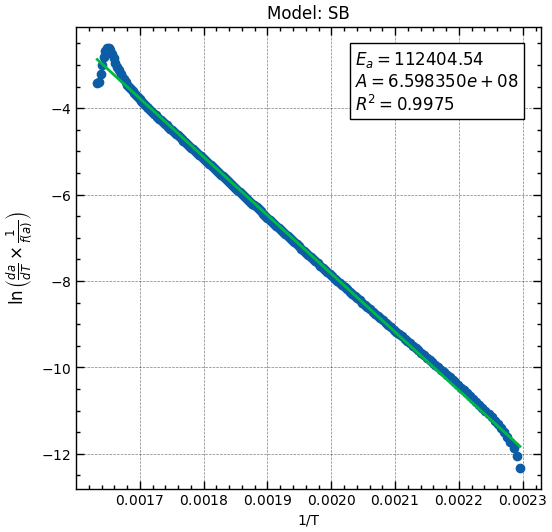 Model: SB
E_a = 112404.54
A = 6.598350e + 08
R^2 = 0.9975
ln(da/dT × 1/f(a))
−4
−6
−8
−10
−12
0.0017 0.0018 0.0019 0.0020 0.0021 0.0022 0.0023
1/T